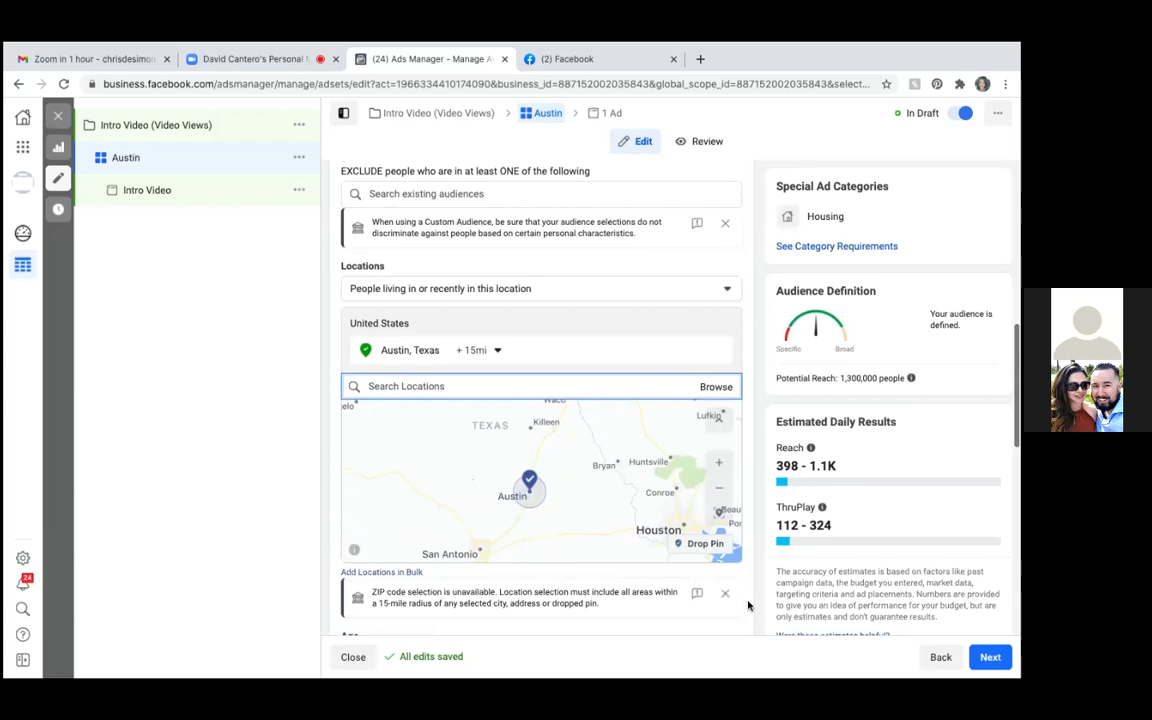 Zoom in 1 hour - chrisdesimon
David Cantero's Personal
(24) Ads Manager - Manage A
(2) Facebook
business.facebook.com/adsmanager/manage/adsets/edit?act=1966334410174090&business_id=887152002035843&global_scope_id=887152002035843&select...
Intro Video (Video Views)
Austin
Intro Video
Intro Video (Video Views)
Austin
1 Ad
In Draft
Edit
Review
EXCLUDE people who are in at least ONE of the following
Search existing audiences
When using a Custom Audience, be sure that your audience selections do not
discriminate against people based on certain personal characteristics.
Locations
People living in or recently in this location
United States
Austin, Texas
+ 15mi
Search Locations
Browse
elo
Waco
Lufkin
TEXAS
Killeen
Bryan
Huntsville
Conroe
Austin
Beau
Houston
Drop Pin
San Antonio
Add Locations in Bulk
ZIP code selection is unavailable. Location selection must include all areas within
a 15-mile radius of any selected city, address or dropped pin.
Special Ad Categories
Housing
See Category Requirements
Audience Definition
Your audience is
defined.
Specific
Broad
Potential Reach: 1,300,000 people
Estimated Daily Results
Reach
398 - 1.1K
ThruPlay
112 - 324
The accuracy of estimates is based on factors like past
campaign data, the budget you entered, market data,
targeting criteria and ad placements. Numbers are provided
to give you an idea of performance for your budget, but are
only estimates and don't guarantee results.
Were these estimates helpful?
24
Close
All edits saved
Back
Next